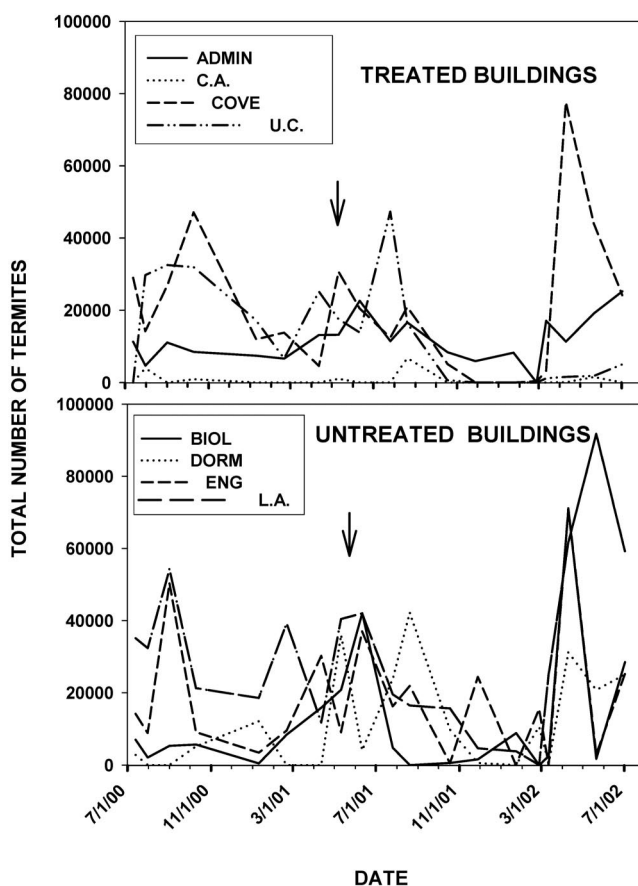 100000
ADMIN
C.A.
COVE
U.C.
TREATED BUILDINGS
80000
60000
40000
20000
0
TOTAL NUMBER OF TERMITES
100000
BIOL
DORM
ENG
L.A.
UNTREATED BUILDINGS
80000
60000
40000
20000
0
7/1/00
11/1/00
3/1/01
7/1/01
11/1/01
3/1/02
7/1/02
DATE